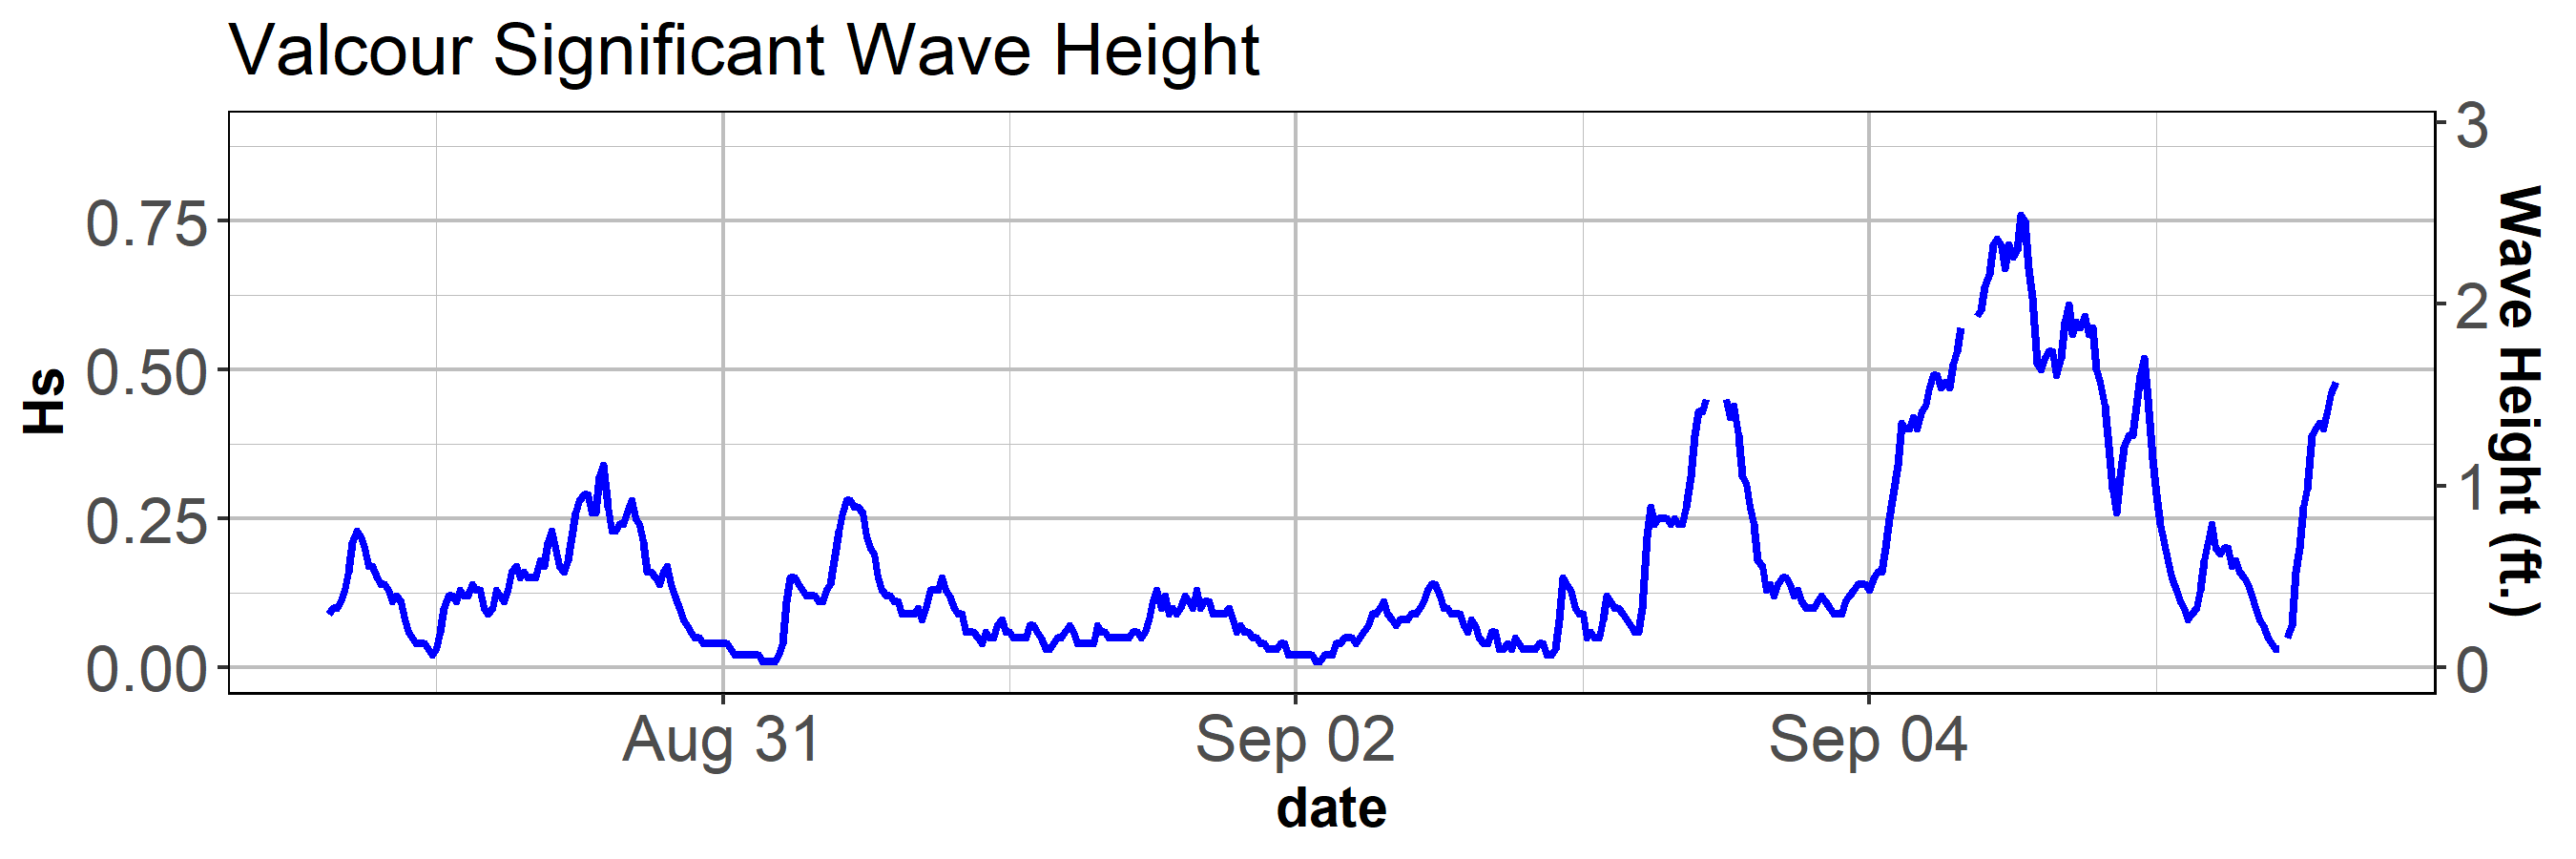 Valcour Significant Wave Height
Hs
0.75
0.50
0.25
0.00
3
2
1
0
Wave Height (ft.)
Aug 31
Sep 02
Sep 04
date